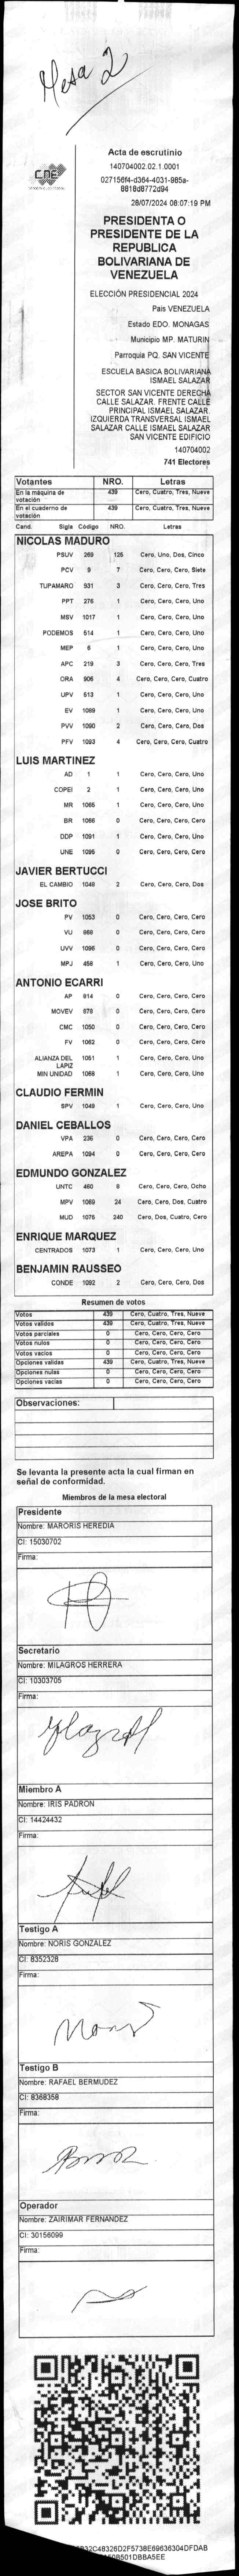 Mesa 2
CNE
Acta de escrutinio
140704002.02.1.0001
027156f4-d364-4031-985a-
8818d8772d94
28/07/2024 08:07:19 PM
PRESIDENTA O
PRESIDENTE DE LA
REPUBLICA
BOLIVARIANA DE
VENEZUELA
ELECCIÓN PRESIDENCIAL 2024
Pais VENEZUELA
Estado EDO. MONAGAS
Municipio MP. MATURIN
Parroquia PQ. SAN VICENTE
ESCUELA BASICA BOLIVARIANA
ISMAEL SALAZAR
SECTOR SAN VICENTE DERECHA
CALLE SALAZAR. FRENTE CALLE
PRINCIPAL ISMAEL SALAZAR.
IZQUIERDA TRANSVERSAL ISMAEL
SALAZAR CALLE ISMAEL SALAZAR
SAN VICENTE EDIFICIO
140704002
741 Electores
Votantes NRO. Letras
En la máquina de votación 439 Cero, Cuatro, Tres, Nueve
En el cuaderno de votación 439 Cero, Cuatro, Tres, Nueve
Cand. Sigla Código NRO. Letras
NICOLAS MADURO
PSUV 269 125 Cero, Uno, Dos, Cinco
PCV 9 7 Cero, Cero, Cero, Siete
TUPAMARO 931 3 Cero, Cero, Cero, Tres
PPT 276 1 Cero, Cero, Cero, Uno
MSV 1017 1 Cero, Cero, Cero, Uno
PODEMOS 514 1 Cero, Cero, Cero, Uno
MEP 6 1 Cero, Cero, Cero, Uno
APC 219 3 Cero, Cero, Cero, Tres
ORA 906 4 Cero, Cero, Cero, Cuatro
UPV 513 1 Cero, Cero, Cero, Uno
EV 1089 1 Cero, Cero, Cero, Uno
PVV 1090 2 Cero, Cero, Cero, Dos
PFV 1093 4 Cero, Cero, Cero, Cuatro
LUIS MARTINEZ
AD 1 1 Cero, Cero, Cero, Uno
COPEI 2 1 Cero, Cero, Cero, Uno
MR 1065 1 Cero, Cero, Cero, Uno
BR 1066 0 Cero, Cero, Cero, Cero
DDP 1091 1 Cero, Cero, Cero, Uno
UNE 1095 0 Cero, Cero, Cero, Cero
JAVIER BERTUCCI
EL CAMBIO 1048 2 Cero, Cero, Cero, Dos
JOSE BRITO
PV 1053 0 Cero, Cero, Cero, Cero
VU 989 0 Cero, Cero, Cero, Cero
UVV 1096 0 Cero, Cero, Cero, Cero
MPJ 458 1 Cero, Cero, Cero, Uno
ANTONIO ECARRI
AP 914 0 Cero, Cero, Cero, Cero
MOVEV 978 0 Cero, Cero, Cero, Cero
CMC 1050 0 Cero, Cero, Cero, Cero
FV 1062 0 Cero, Cero, Cero, Cero
ALIANZA DEL LAPIZ 1051 1 Cero, Cero, Cero, Uno
MIN UNIDAD 1068 1 Cero, Cero, Cero, Uno
CLAUDIO FERMIN
SPV 1049 1 Cero, Cero, Cero, Uno
DANIEL CEBALLOS
VPA 236 0 Cero, Cero, Cero, Cero
AREPA 1094 0 Cero, Cero, Cero, Cero
EDMUNDO GONZALEZ
UNTC 460 8 Cero, Cero, Cero, Ocho
MPV 1069 24 Cero, Cero, Dos, Cuatro
MUD 1075 240 Cero, Dos, Cuatro, Cero
ENRIQUE MARQUEZ
CENTRADOS 1073 1 Cero, Cero, Cero, Uno
BENJAMIN RAUSSEO
CONDE 1092 2 Cero, Cero, Cero, Dos
Resumen de votos
Votos 439 Cero, Cuatro, Tres, Nueve
Votos validos 439 Cero, Cuatro, Tres, Nueve
Votos parciales 0 Cero, Cero, Cero, Cero
Votos nulos 0 Cero, Cero, Cero, Cero
Votos vacios 0 Cero, Cero, Cero, Cero
Opciones validas 439 Cero, Cuatro, Tres, Nueve
Opciones nulas 0 Cero, Cero, Cero, Cero
Opciones vacias 0 Cero, Cero, Cero, Cero
Observaciones:
Se levanta la presente acta la cual firman en
señal de conformidad.
Miembros de la mesa electoral
Presidente
Nombre: MARORIS HEREDIA
CI: 15030702
Firma:
Secretario
Nombre: MILAGROS HERRERA
CI: 10303705
Firma:
Miembro A
Nombre: IRIS PADRON
CI: 14424432
Firma:
Testigo A
Nombre: NORIS GONZALEZ
CI: 8352328
Firma:
Testigo B
Nombre: RAFAEL BERMUDEZ
CI: 8368358
Firma:
Operador
Nombre: ZAIRIMAR FERNANDEZ
CI: 30156099
Firma: